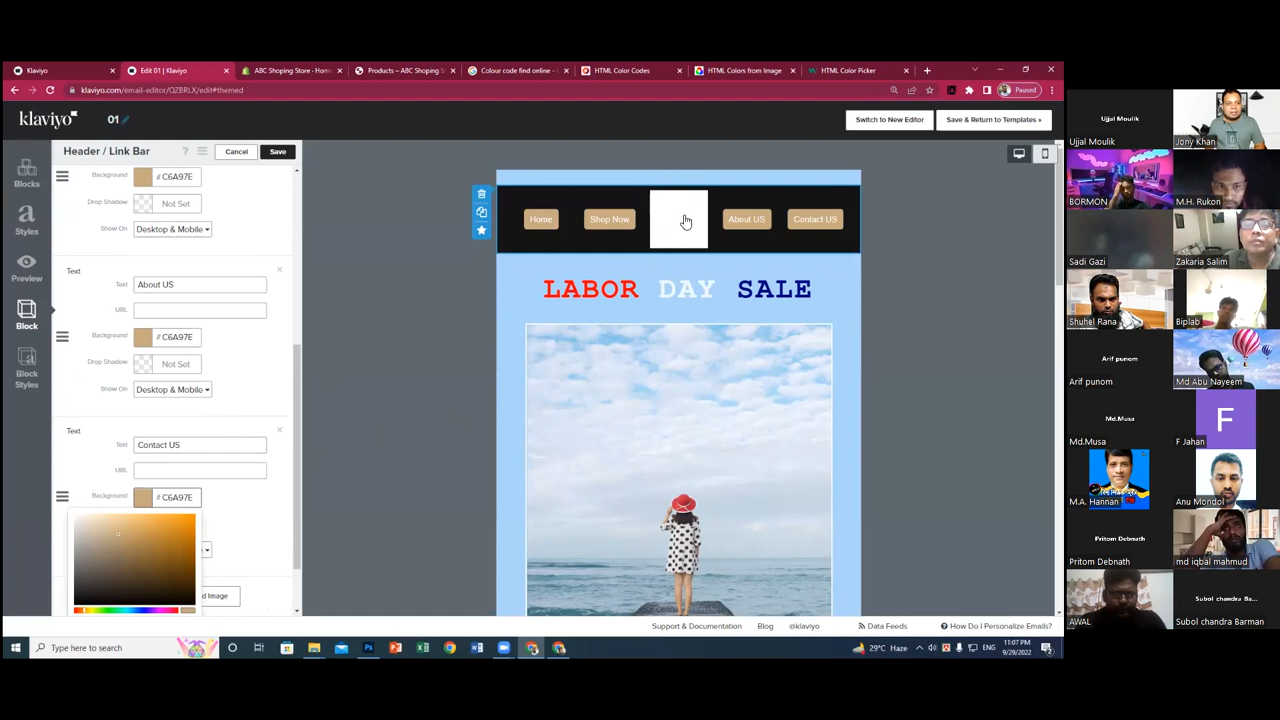 Klaviyo
Edit 01 | Klaviyo
ABC Shoping Store - Hom
Products – ABC Shoping S
Colour code find online -
HTML Color Codes
HTML Colors from Image
HTML Color Picker
klaviyo.com/email-editor/QZBRLX/edit#themed
Paused
klaviyo
01
Switch to New Editor
Save & Return to Templates »
Blocks
Styles
Preview
Block
Block
Styles
Header / Link Bar
?
Cancel
Save
Background
# C6A97E
Drop Shadow
Not Set
Show On
Desktop & Mobile
Text
Text
About US
URL
Background
# C6A97E
Drop Shadow
Not Set
Show On
Desktop & Mobile
Text
Text
Contact US
URL
Background
# C6A97E
d Image
Home
Shop Now
About US
Contact US
LABOR DAY SALE
Support & Documentation
Blog
@klaviyo
Data Feeds
How Do I Personalize Emails?
Type here to search
29°C Haze
ENG
11:07 PM
9/29/2022
2
Ujjal Moulik
Ujjal Moulik
Jony Khan
BORMON
M.H. Rukon
Sadi Gazi
Zakaria Salim
Shuhel Rana
Biplab
Arif punom
Arif punom
Md Abu Nayeem
Md.Musa
Md.Musa
F
F Jahan
M.A. Hannan
Anu Mondol
Pritom Debnath
Pritom Debnath
md iqbal mahmud
AWAL
Subol chandra Bar...
Subol chandra Barman